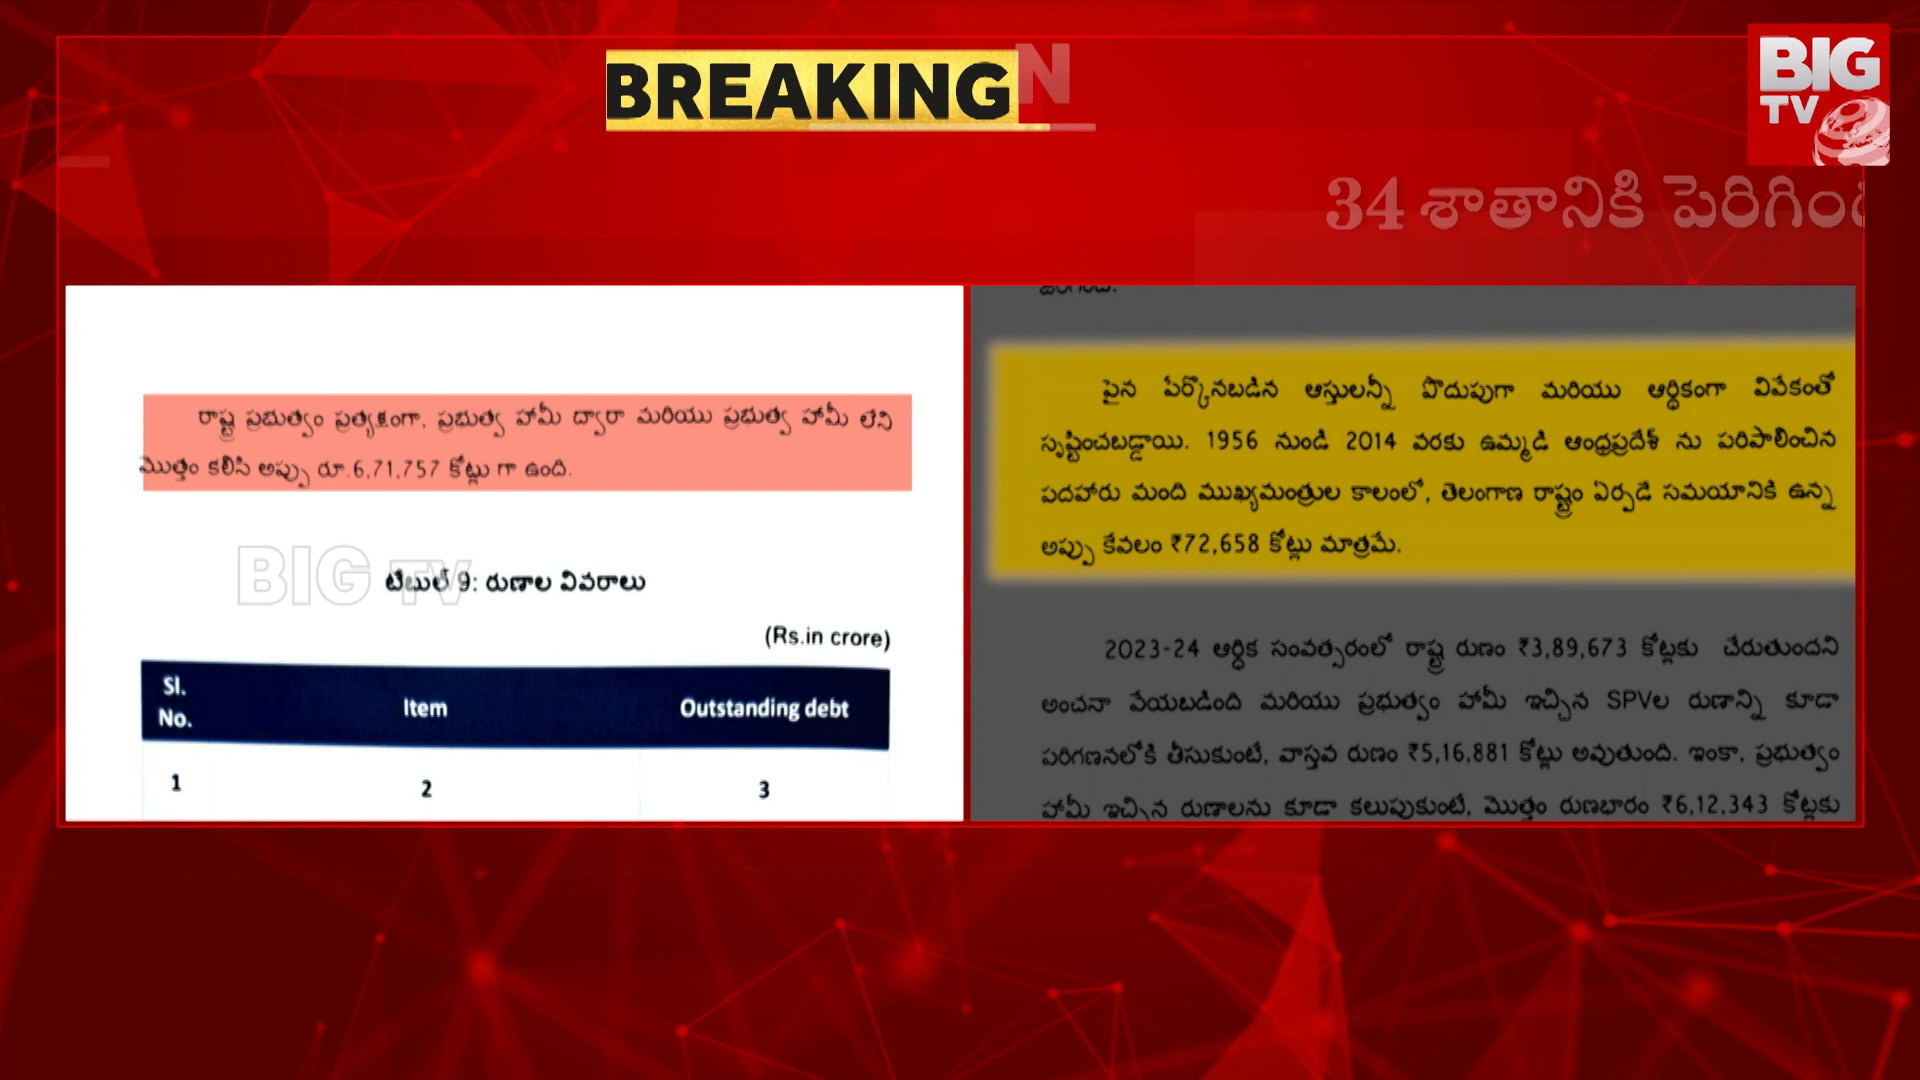 BREAKING N
BIG
TV
34 శాతానికి
రాష్ట్ర ప్రభుత్వం ప్రత్యక్షంగా, ప్రభుత్వ హామీ ద్వారా మరియు ప్రభుత్వ హామీ లేని
మొత్తం కలిసి అప్పు రూ.6,71,757 కోట్లు గా ఉంది.
BIG TV
టేబుల్ 9: రుణాల వివరాలు
(Rs.in crore)
Sl.
No.
Item
Outstanding debt
1
2
3
పైన పేర్కొనబడిన ఆస్తులన్నీ పొదుపుగా మరియు ఆర్థికంగా వివేకంతో
సృష్టించబడ్డాయి. 1956 నుండి 2014 వరకు ఉమ్మడి ఆంధ్రప్రదేశ్ ను పరిపాలించిన
పదహారు మంది ముఖ్యమంత్రుల కాలంలో, తెలంగాణ రాష్ట్రం ఏర్పడే సమయానికి ఉన్న
అప్పు కేవలం ₹72,658 కోట్లు మాత్రమే.
2023-24 ఆర్థిక సంవత్సరంలో రాష్ట్ర రుణం ₹3,89,673 కోట్లకు చేరుతుందని
అంచనా వేయబడింది మరియు ప్రభుత్వం హామీ ఇచ్చిన SPVల రుణాన్ని కూడా
పరిగణనలోకి తీసుకుంటే, వాస్తవ రుణం ₹5,16,881 కోట్లు అవుతుంది. ఇంకా, ప్రభుత్వం
హామీ ఇచ్చిన రుణాలను కూడా కలుపుకుంటే, మొత్తం రుణభారం ₹6,12,343 కోట్లకు